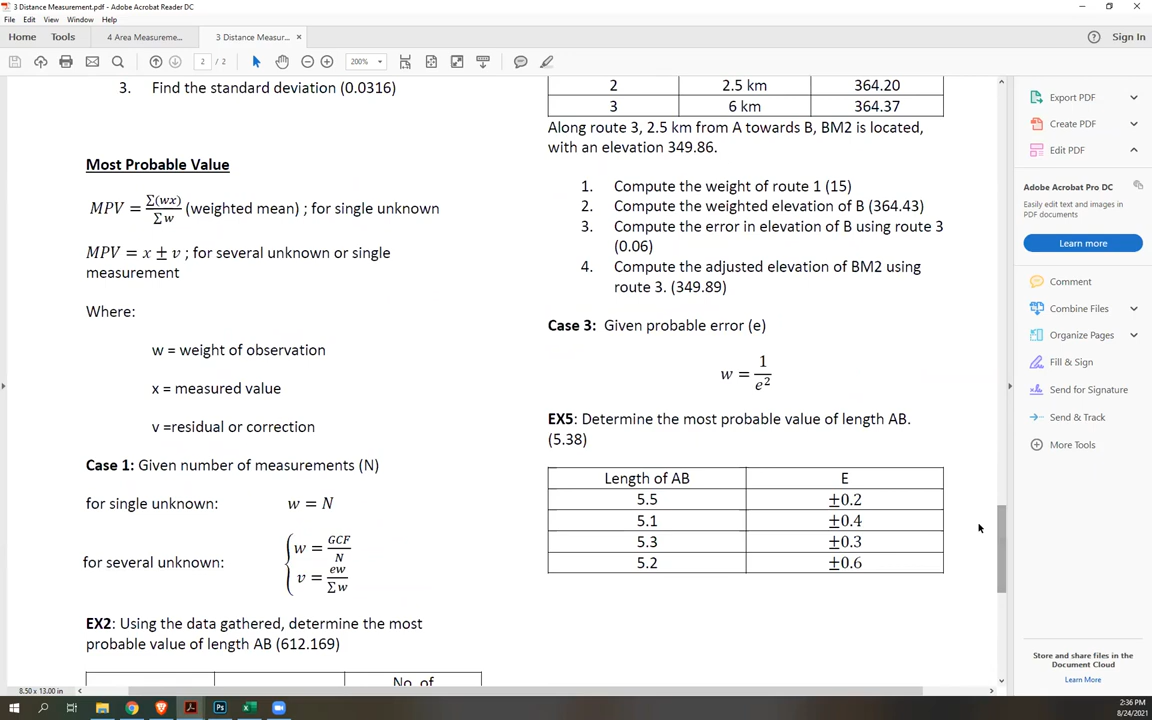 3 Distance Measurement.pdf - Adobe Acrobat Reader DC
File Edit View Window Help
Home Tools 4 Area Measureme... 3 Distance Measur... × Sign In
2 / 2 200%
3. Find the standard deviation (0.0316)
Most Probable Value
MPV = Σ(wx)/Σw (weighted mean) ; for single unknown
MPV = x ± v ; for several unknown or single
measurement
Where:
w = weight of observation
x = measured value
v =residual or correction
Case 1: Given number of measurements (N)
for single unknown: w = N
for several unknown: { w = GCF/N
v = ew/Σw
EX2: Using the data gathered, determine the most
probable value of length AB (612.169)
No. of
2 2.5 km 364.20
3 6 km 364.37
Along route 3, 2.5 km from A towards B, BM2 is located,
with an elevation 349.86.
1. Compute the weight of route 1 (15)
2. Compute the weighted elevation of B (364.43)
3. Compute the error in elevation of B using route 3
(0.06)
4. Compute the adjusted elevation of BM2 using
route 3. (349.89)
Case 3: Given probable error (e)
w = 1/e²
EX5: Determine the most probable value of length AB.
(5.38)
Length of AB E
5.5 ±0.2
5.1 ±0.4
5.3 ±0.3
5.2 ±0.6
Export PDF
Create PDF
Edit PDF
Adobe Acrobat Pro DC
Easily edit text and images in
PDF documents
Learn more
Comment
Combine Files
Organize Pages
Fill & Sign
Send for Signature
Send & Track
More Tools
Store and share files in the
Document Cloud
Learn More
8.50 x 13.00 in
2:36 PM
8/24/2021